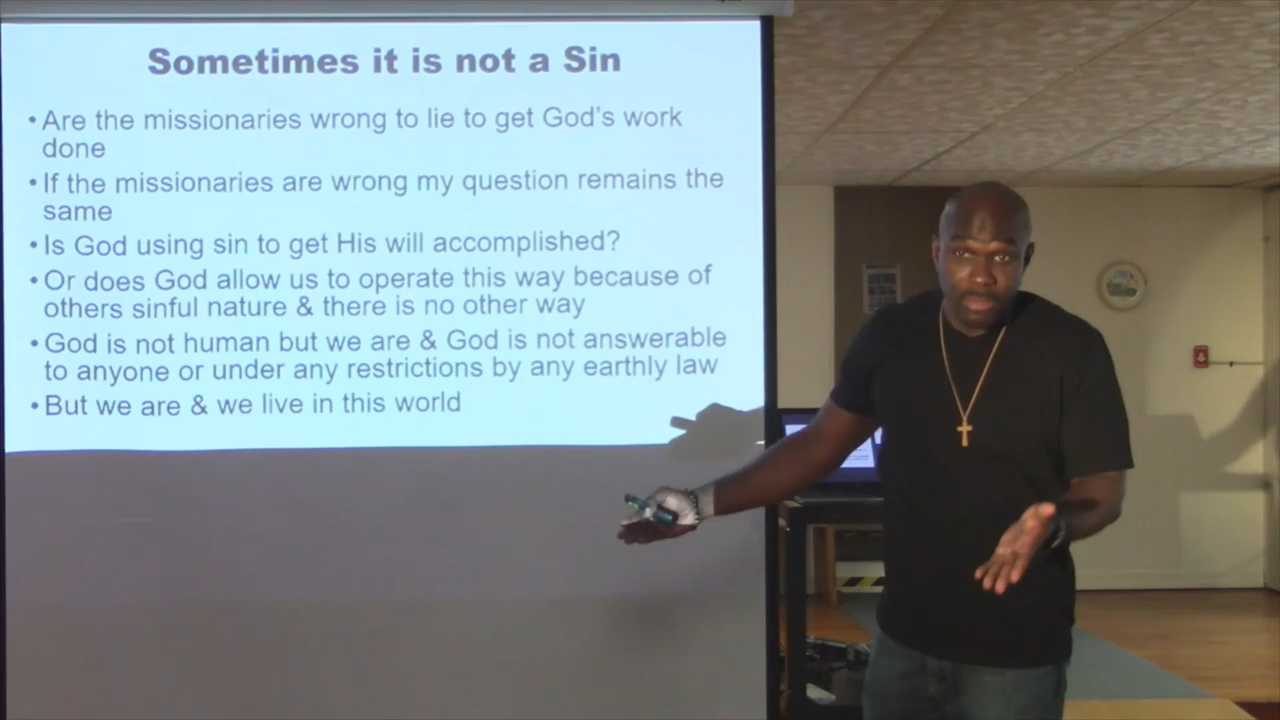 Sometimes it is not a Sin
• Are the missionaries wrong to lie to get God's work
done
• If the missionaries are wrong my question remains the
same
• Is God using sin to get His will accomplished?
• Or does God allow us to operate this way because of
others sinful nature & there is no other way
• God is not human but we are & God is not answerable
to anyone or under any restrictions by any earthly law
• But we are & we live in this world